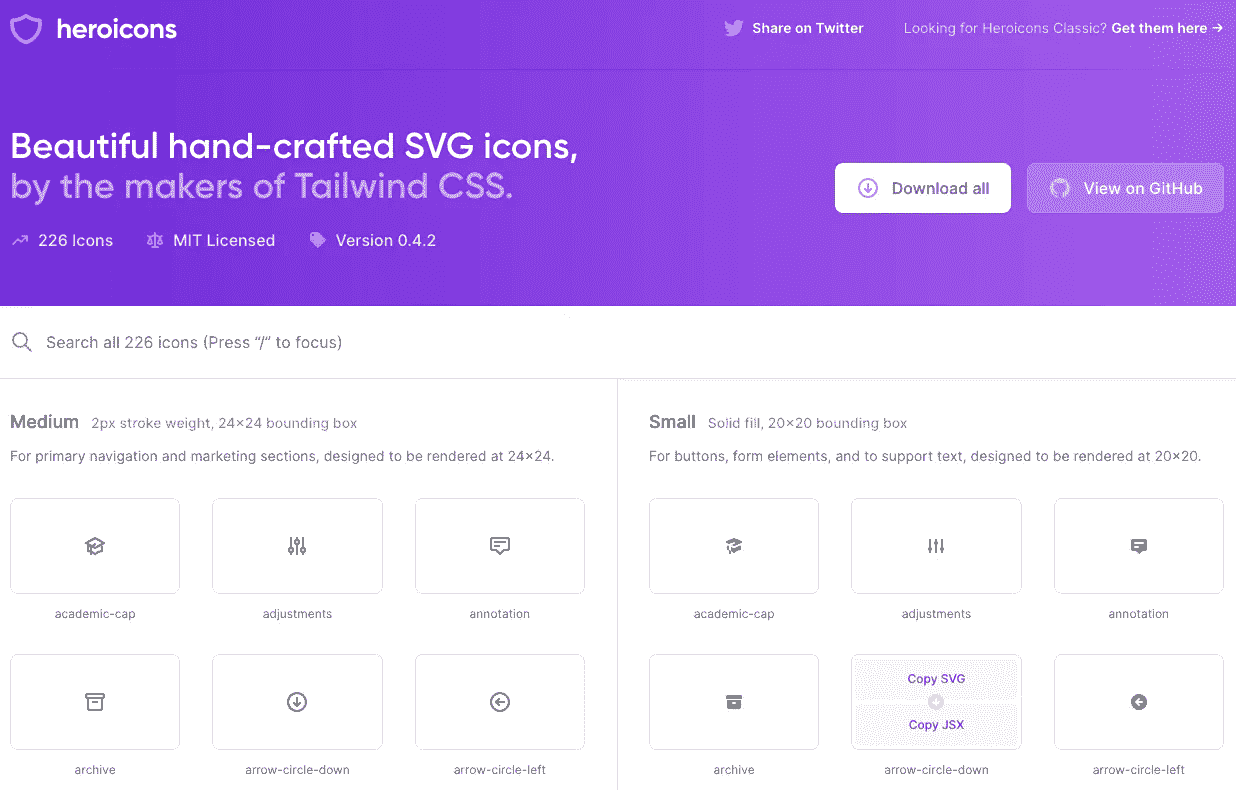 heroicons
Share on Twitter
Looking for Heroicons Classic? Get them here →
Beautiful hand-crafted SVG icons,
by the makers of Tailwind CSS.
226 Icons
MIT Licensed
Version 0.4.2
Download all
View on GitHub
Search all 226 icons (Press “/” to focus)
Medium 2px stroke weight, 24×24 bounding box
For primary navigation and marketing sections, designed to be rendered at 24×24.
academic-cap
adjustments
annotation
archive
arrow-circle-down
arrow-circle-left
Small Solid fill, 20×20 bounding box
For buttons, form elements, and to support text, designed to be rendered at 20×20.
academic-cap
adjustments
annotation
archive
Copy SVG
Copy JSX
arrow-circle-down
arrow-circle-left